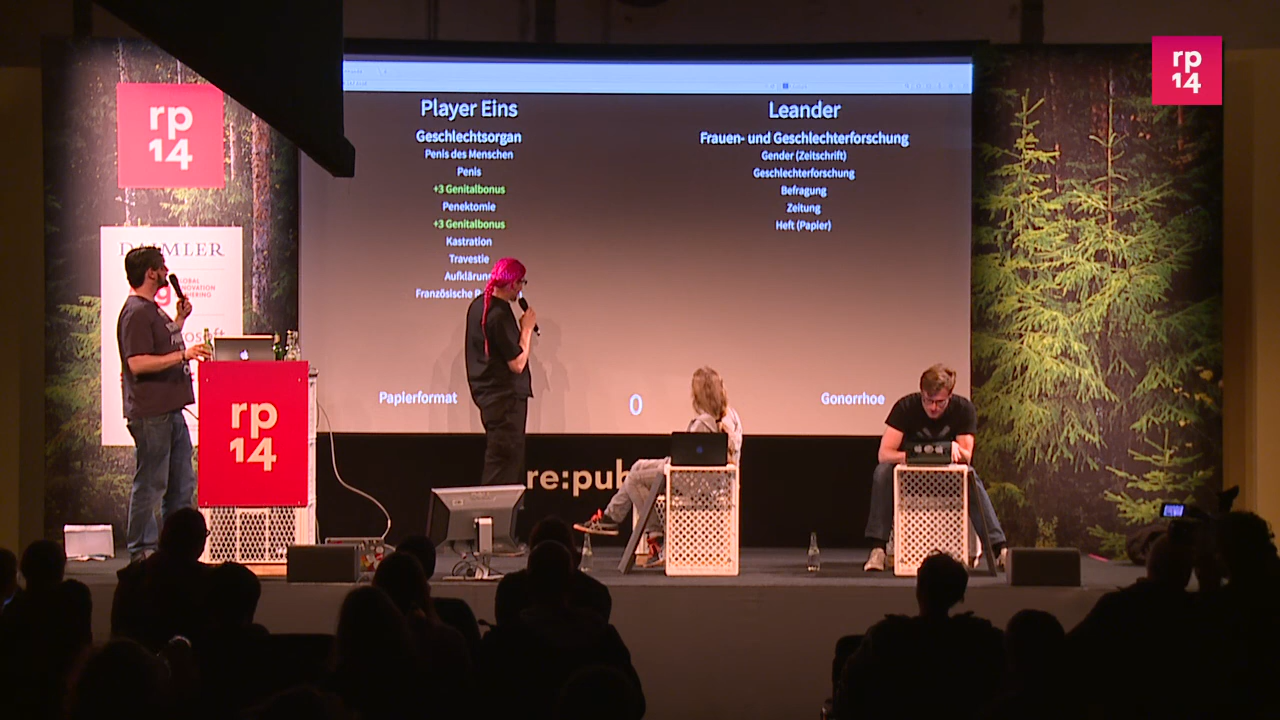 rp
14
rp
14
DAIMLER
Player Eins
Geschlechtsorgan
Penis des Menschen
Penis
+3 Genitalbonus
Penektomie
+3 Genitalbonus
Kastration
Travestie
Aufklärung
Französische
Papierformat
0
Leander
Frauen- und Geschlechterforschung
Gender (Zeitschrift)
Geschlechterforschung
Befragung
Zeitung
Heft (Papier)
Gonorrhoe
rp
14
re:pub